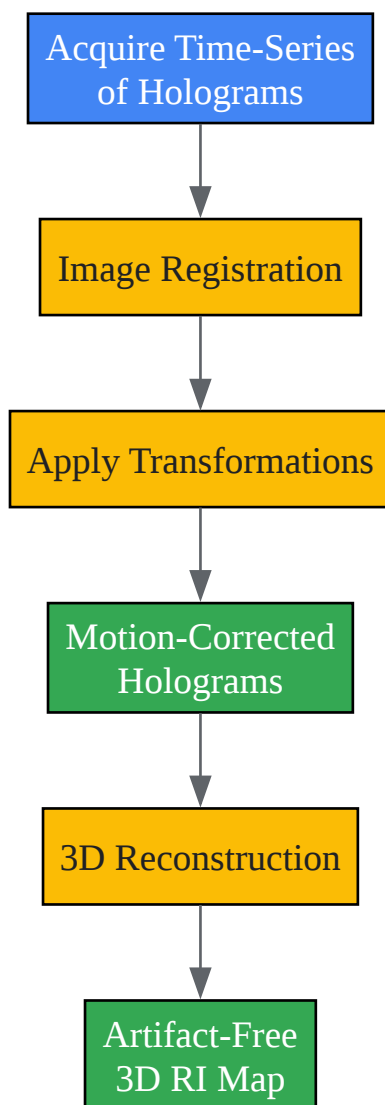 Acquire Time-Series
of Holograms
Image Registration
Apply Transformations
Motion-Corrected
Holograms
3D Reconstruction
Artifact-Free
3D RI Map